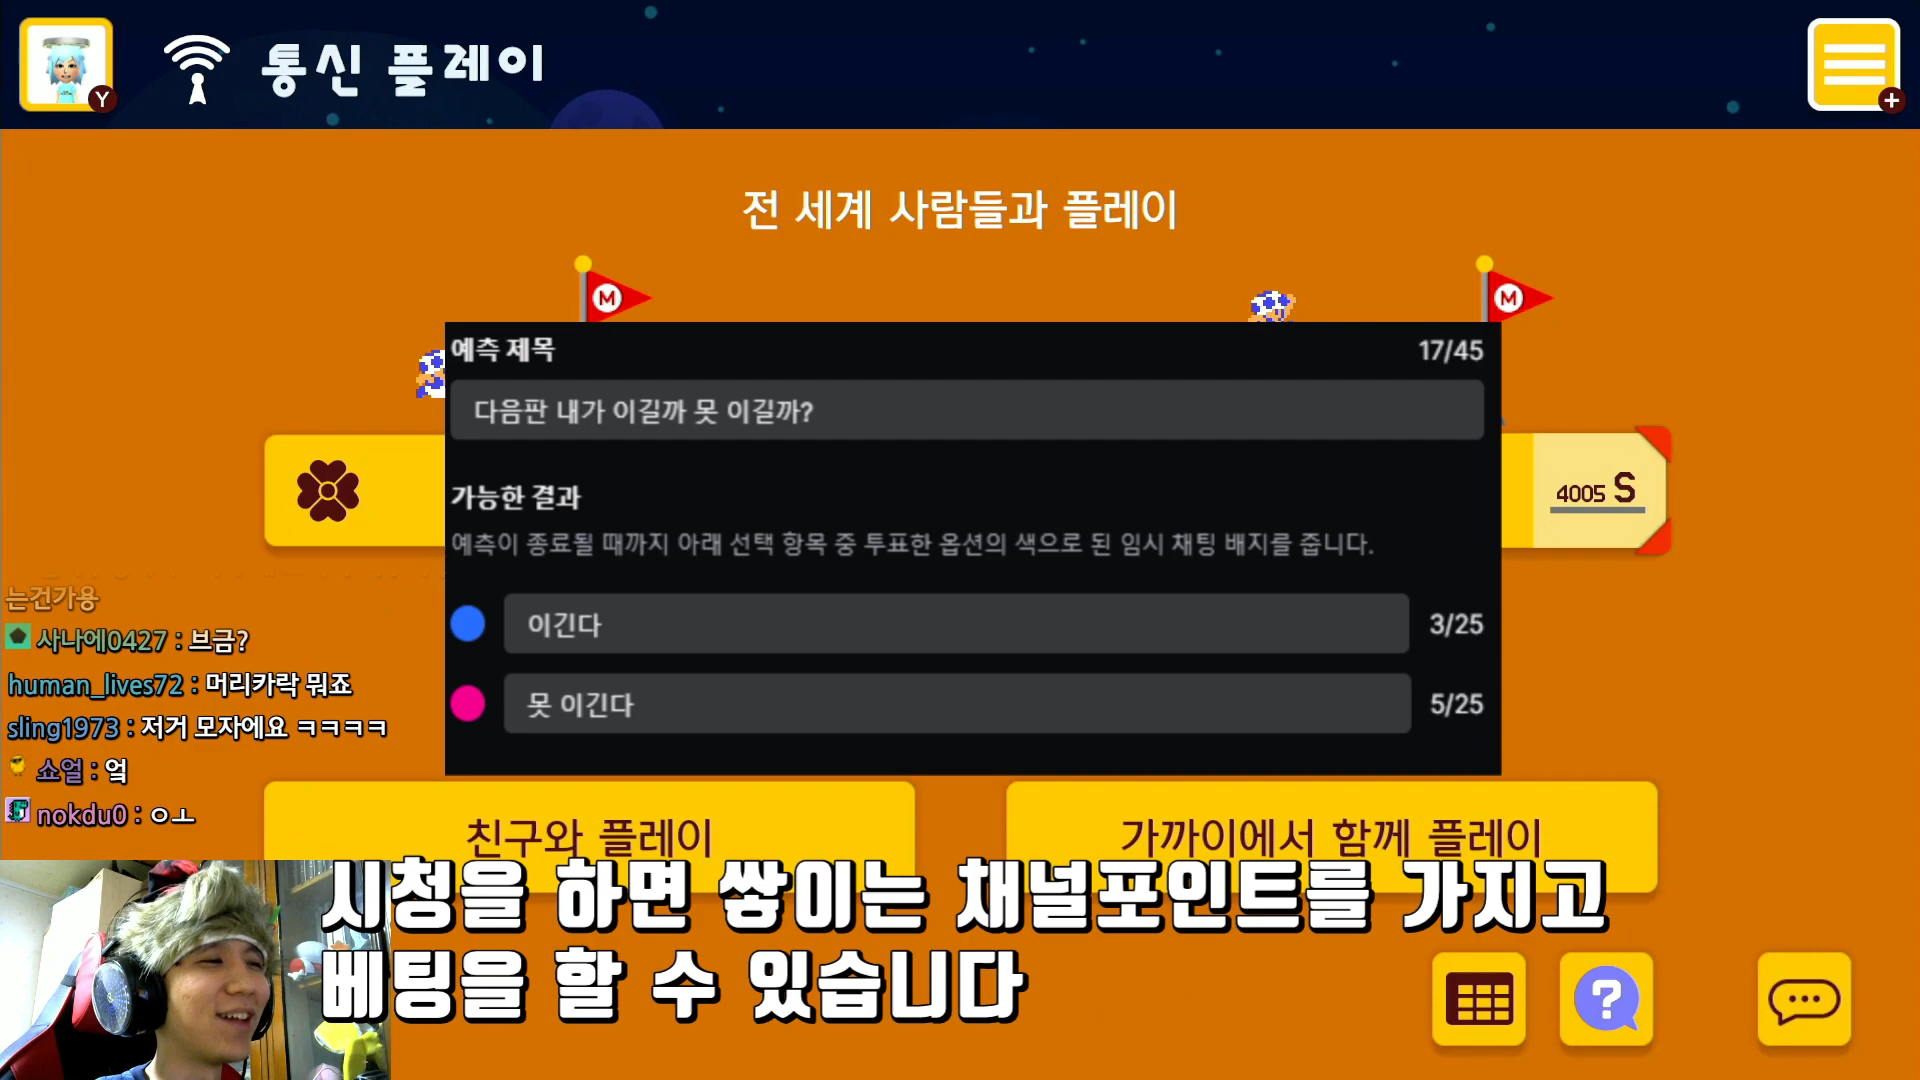 Y
통신 플레이
+
전 세계 사람들과 플레이
M
M
예측 제목
17/45
다음판 내가 이길까 못 이길까?
가능한 결과
예측이 종료될 때까지 아래 선택 항목 중 투표한 옵션의 색으로 된 임시 채팅 배지를 줍니다.
이긴다
3/25
못 이긴다
5/25
4005 S
는건가용
사나에0427 : 브금?
human_lives72 : 머리카락 뭐죠
sling1973 : 저거 모자에요 ㅋㅋㅋㅋ
쇼얼 : 엌
nokdu0 : ㅇㅗ
친구와 플레이
가까이에서 함께 플레이
시청을 하면 쌓이는 채널포인트를 가지고
베팅을 할 수 있습니다
?